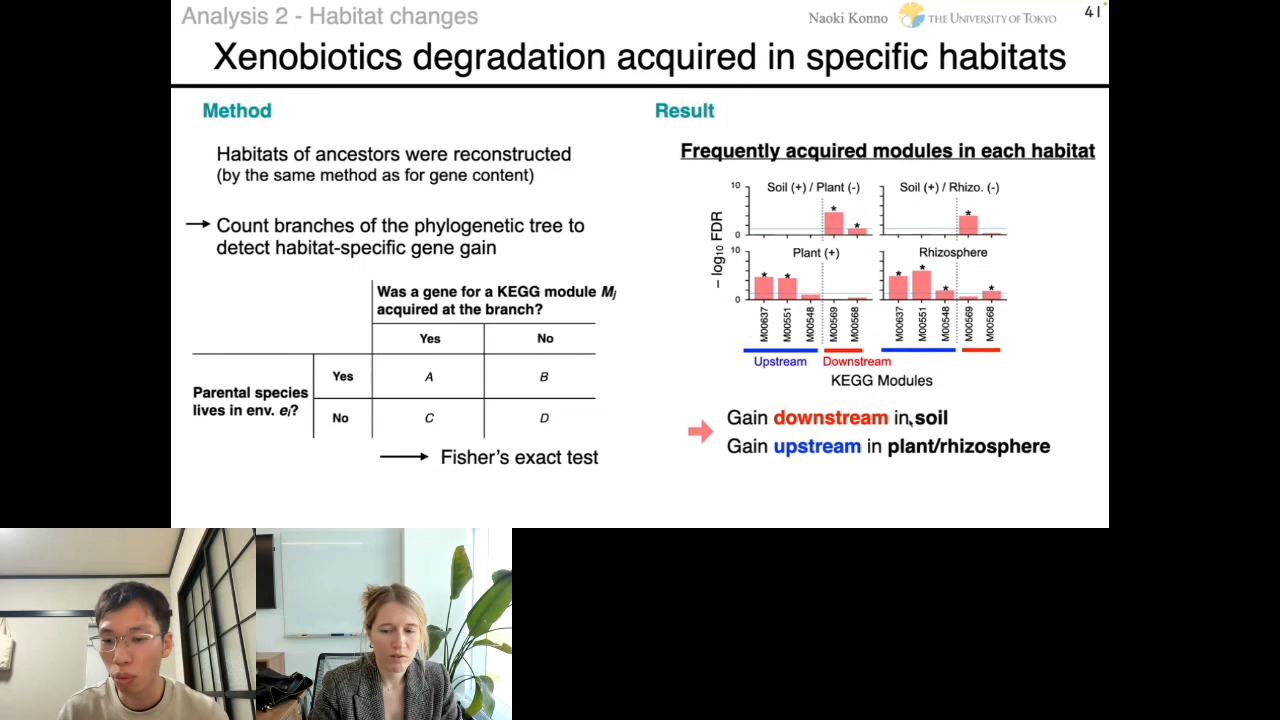 Analysis 2 - Habitat changes
Naoki Konno THE UNIVERSITY OF TOKYO 41
Xenobiotics degradation acquired in specific habitats
Method
Habitats of ancestors were reconstructed
(by the same method as for gene content)
→ Count branches of the phylogenetic tree to
detect habitat-specific gene gain
Was a gene for a KEGG module Mj
acquired at the branch?
Yes No
Parental species
lives in env. ei?
Yes A B
No C D
→ Fisher's exact test
Result
Frequently acquired modules in each habitat
Soil (+) / Plant (-) Soil (+) / Rhizo. (-)
10
0
* * *
− log10 FDR
Plant (+) Rhizosphere
10
0
* * * * * *
M00637 M00551 M00548 M00569 M00568 M00637 M00551 M00548 M00569 M00568
Upstream Downstream
KEGG Modules
Gain downstream in soil
Gain upstream in plant/rhizosphere